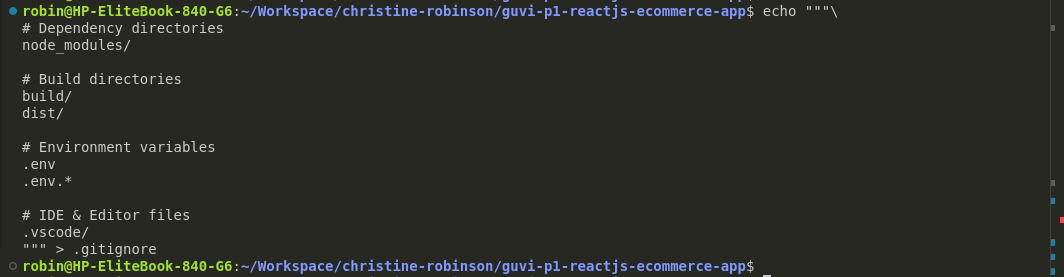 robin@HP-EliteBook-840-G6:~/Workspace/christine-robinson/guvi-p1-reactjs-ecommerce-app$ echo """\
# Dependency directories
node_modules/

# Build directories
build/
dist/

# Environment variables
.env
.env.*

# IDE & Editor files
.vscode/
""" > .gitignore
robin@HP-EliteBook-840-G6:~/Workspace/christine-robinson/guvi-p1-reactjs-ecommerce-app$